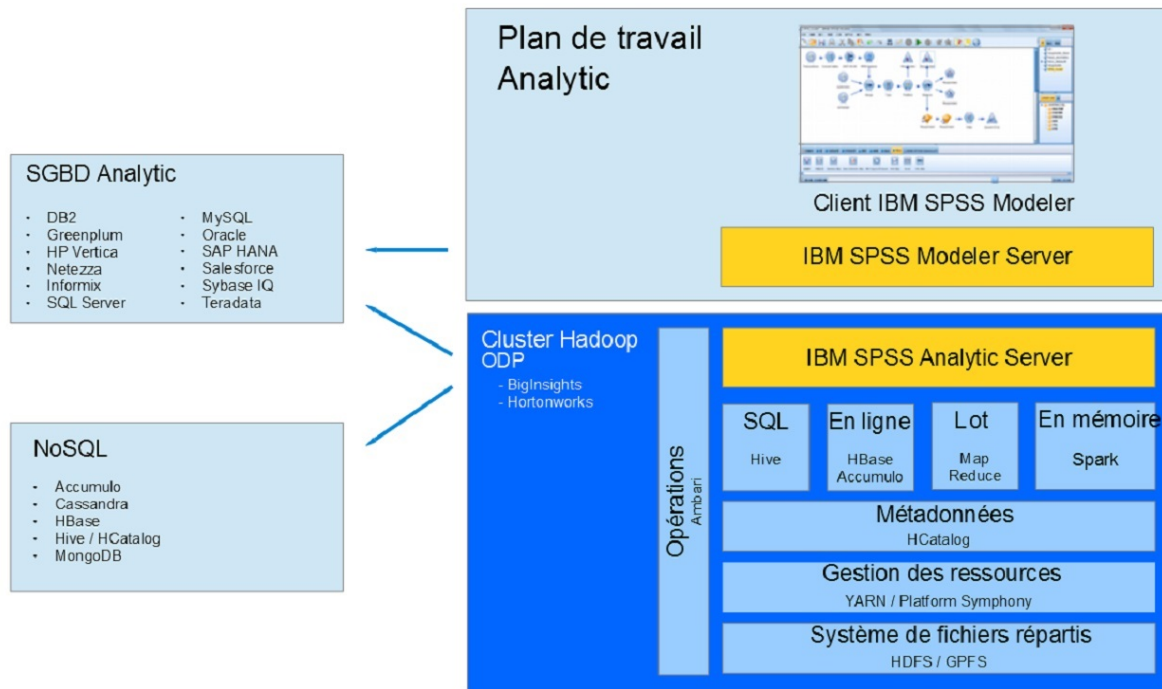 Plan de travail
Analytic
Client IBM SPSS Modeler
IBM SPSS Modeler Server
SGBD Analytic
· DB2
· Greenplum
· HP Vertica
· Netezza
· Informix
· SQL Server
· MySQL
· Oracle
· SAP HANA
· Salesforce
· Sybase IQ
· Teradata
NoSQL
· Accumulo
· Cassandra
· HBase
· Hive / HCatalog
· MongoDB
Cluster Hadoop
ODP
- BigInsights
- Hortonworks
Opérations
Ambari
IBM SPSS Analytic Server
SQL
Hive
En ligne
HBase
Accumulo
Lot
Map
Reduce
En mémoire
Spark
Métadonnées
HCatalog
Gestion des ressources
YARN / Platform Symphony
Système de fichiers répartis
HDFS / GPFS